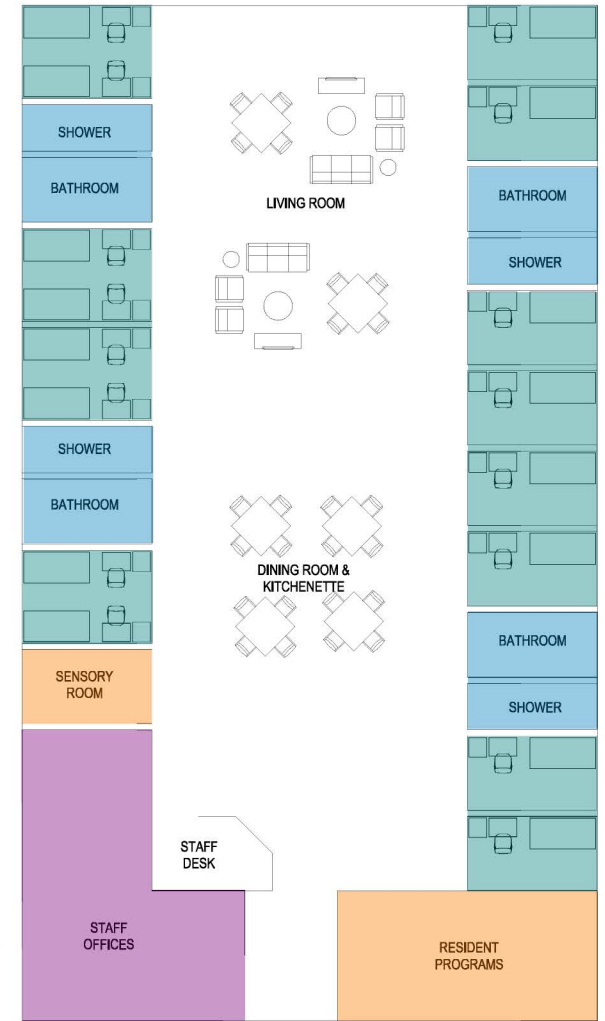 SHOWER
BATHROOM
LIVING ROOM
BATHROOM
SHOWER
SHOWER
BATHROOM
DINING ROOM &
KITCHENETTE
BATHROOM
SHOWER
SENSORY
ROOM
STAFF
DESK
STAFF
OFFICES
RESIDENT
PROGRAMS